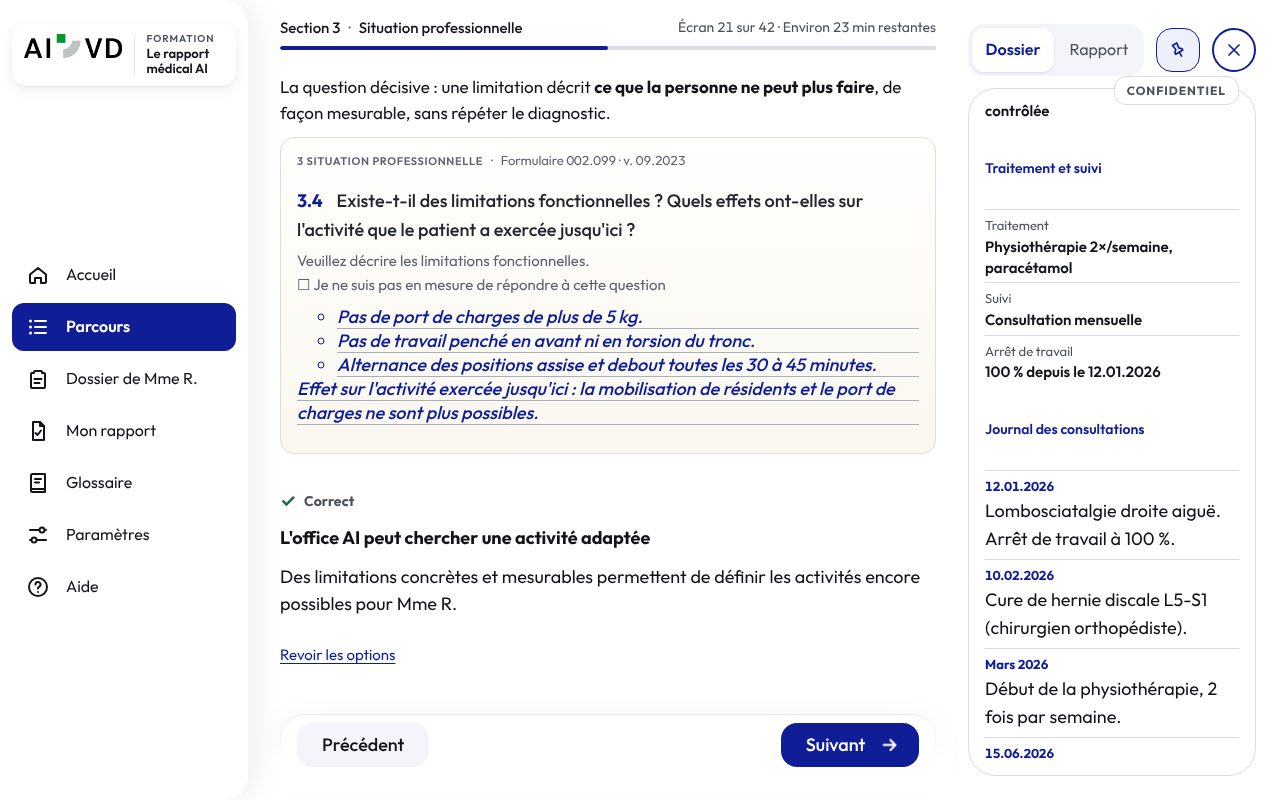 AI VD
FORMATION
Le rapport
médical AI
Accueil
Parcours
Dossier de Mme R.
Mon rapport
Glossaire
Paramètres
Aide
Section 3 · Situation professionnelle
Écran 21 sur 42 · Environ 23 min restantes
La question décisive : une limitation décrit ce que la personne ne peut plus faire, de
façon mesurable, sans répéter le diagnostic.
3 SITUATION PROFESSIONNELLE · Formulaire 002.099 · v. 09.2023
3.4 Existe-t-il des limitations fonctionnelles ? Quels effets ont-elles sur
l'activité que le patient a exercée jusqu'ici ?
Veuillez décrire les limitations fonctionnelles.
☐ Je ne suis pas en mesure de répondre à cette question
Pas de port de charges de plus de 5 kg.
Pas de travail penché en avant ni en torsion du tronc.
Alternance des positions assise et debout toutes les 30 à 45 minutes.
Effet sur l'activité exercée jusqu'ici : la mobilisation de résidents et le port de
charges ne sont plus possibles.
Correct
L'office AI peut chercher une activité adaptée
Des limitations concrètes et mesurables permettent de définir les activités encore
possibles pour Mme R.
Revoir les options
Précédent
Suivant
Dossier
Rapport
CONFIDENTIEL
contrôlée
Traitement et suivi
Traitement
Physiothérapie 2×/semaine,
paracétamol
Suivi
Consultation mensuelle
Arrêt de travail
100 % depuis le 12.01.2026
Journal des consultations
12.01.2026
Lombosciatalgie droite aiguë.
Arrêt de travail à 100 %.
10.02.2026
Cure de hernie discale L5-S1
(chirurgien orthopédiste).
Mars 2026
Début de la physiothérapie, 2
fois par semaine.
15.06.2026